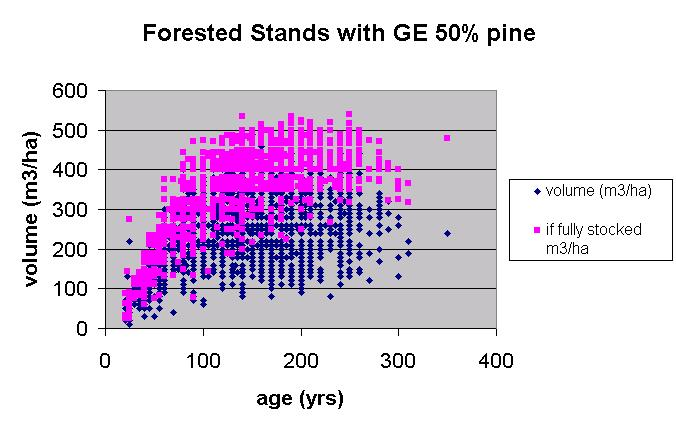 Forested Stands with GE 50% pine
600
500
400
300
200
100
0
volume (m3/ha)
0 100 200 300 400
age (yrs)
volume (m3/ha)
if fully stocked
m3/ha